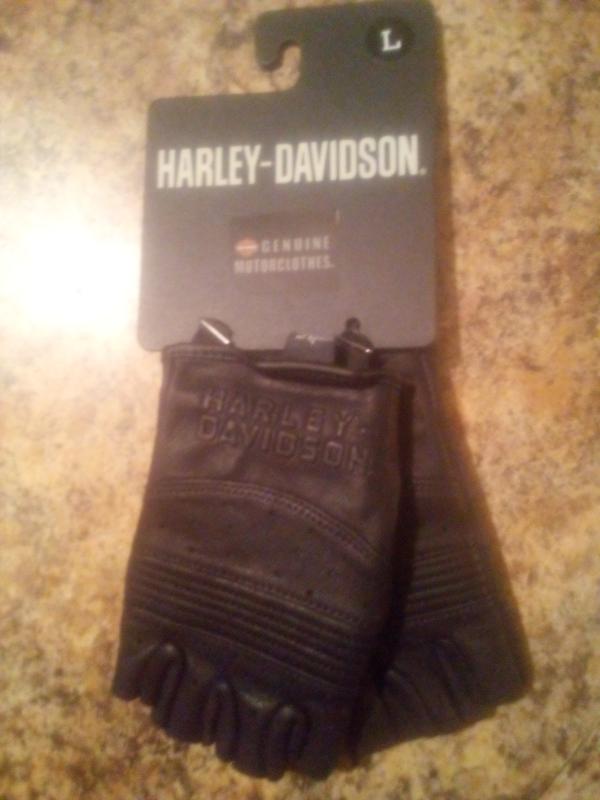 L
HARLEY-DAVIDSON.
GENUINE
MOTORCLOTHES.
HARLEY-
DAVIDSON